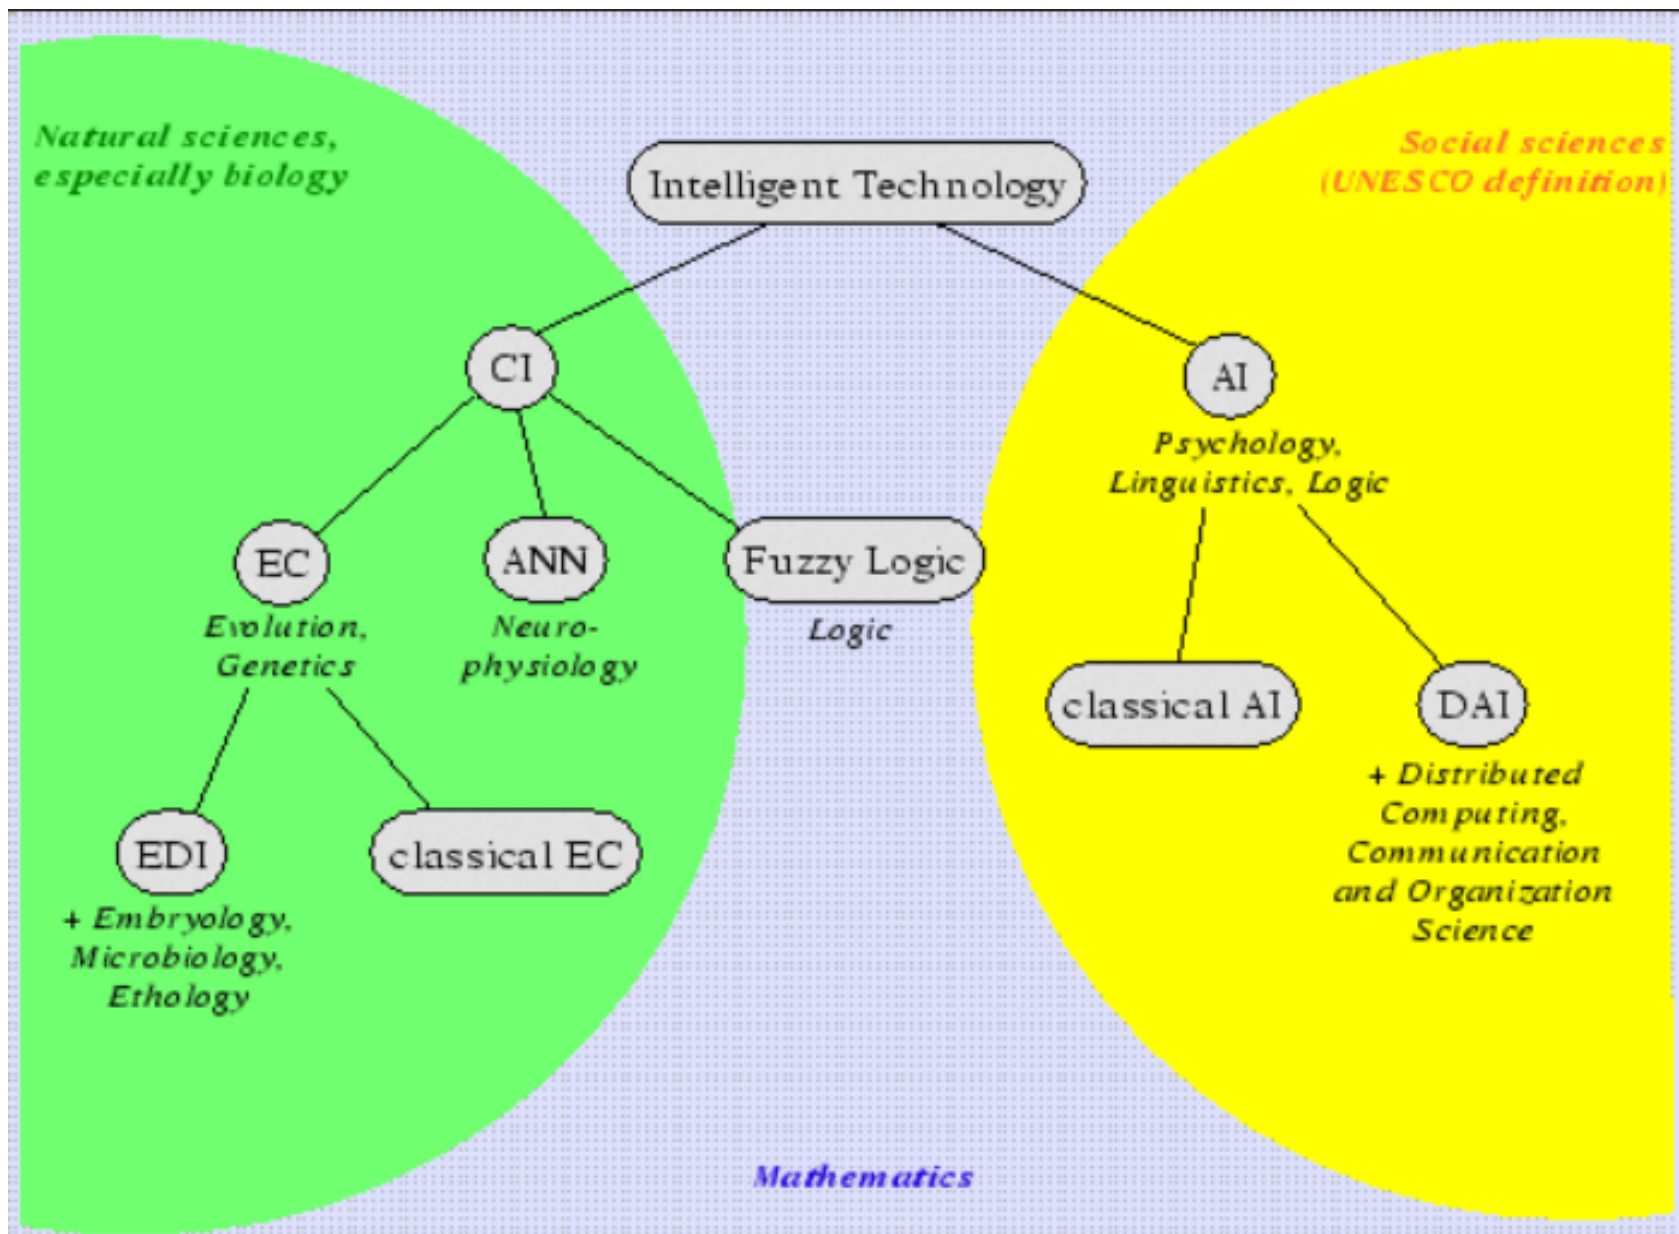 Natural sciences,
especially biology
Social sciences
(UNESCO definition)
Intelligent Technology
CI
AI
Psychology,
Linguistics, Logic
EC
Evolution,
Genetics
ANN
Neuro-
physiology
Fuzzy Logic
Logic
classical AI
DAI
+ Distributed
Computing,
Communication
and Organization
Science
EDI
+ Embryology,
Microbiology,
Ethology
classical EC
Mathematics